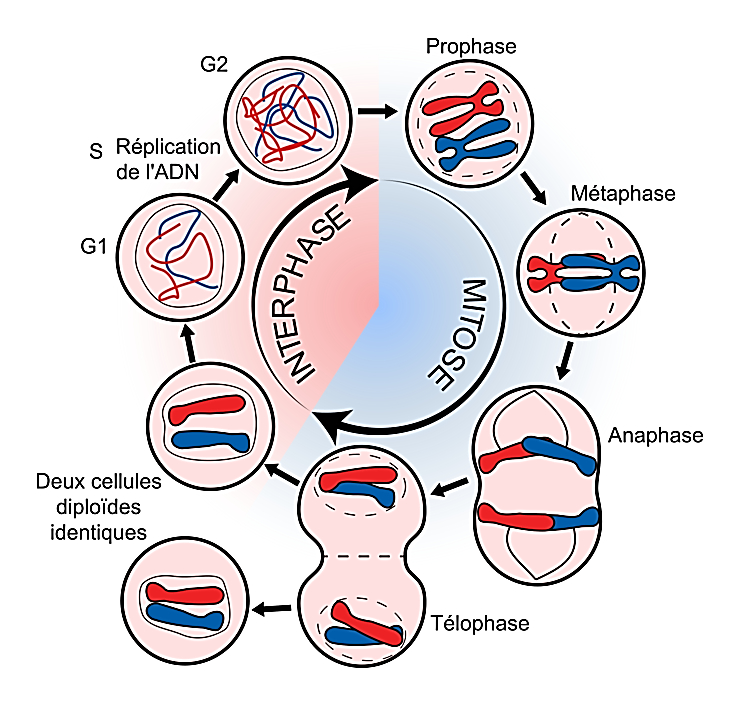 Prophase
G2
S Réplication
de l'ADN
Métaphase
G1
INTERPHASE
MITOSE
Anaphase
Deux cellules
diploïdes
identiques
Télophase